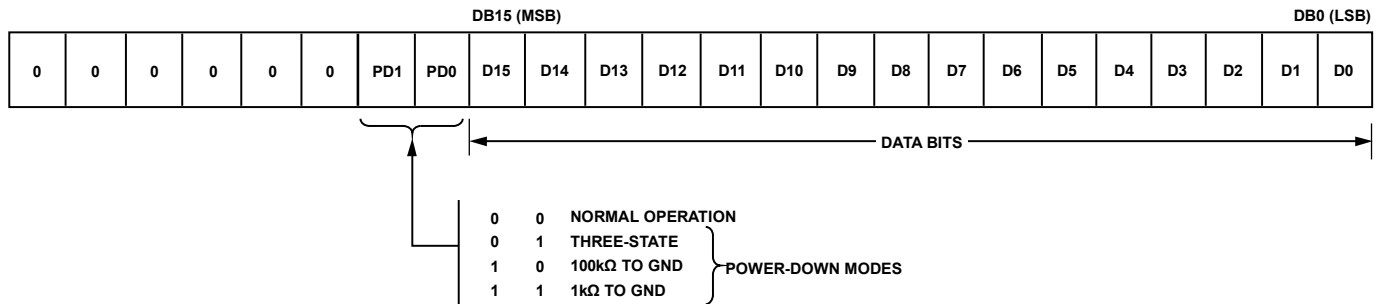 DB15 (MSB) DB0 (LSB)
0 0 0 0 0 0 PD1 PD0 D15 D14 D13 D12 D11 D10 D9 D8 D7 D6 D5 D4 D3 D2 D1 D0
DATA BITS
0 0 NORMAL OPERATION
0 1 THREE-STATE
1 0 100kΩ TO GND
POWER-DOWN MODES
1 1 1kΩ TO GND